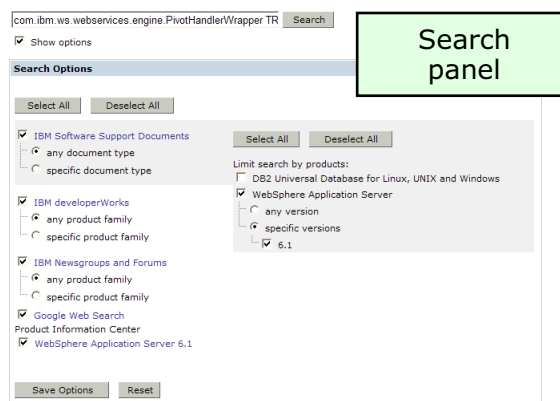 com.ibm.ws.webservices.engine.PivotHandlerWrapper TR Search
Show options
Search panel
Search Options
Select All Deselect All
IBM Software Support Documents
any document type
specific document type
IBM developerWorks
any product family
specific product family
IBM Newsgroups and Forums
any product family
specific product family
Google Web Search
Product Information Center
WebSphere Application Server 6.1
Select All Deselect All
Limit search by products:
DB2 Universal Database for Linux, UNIX and Windows
WebSphere Application Server
any version
specific versions
6.1
Save Options Reset